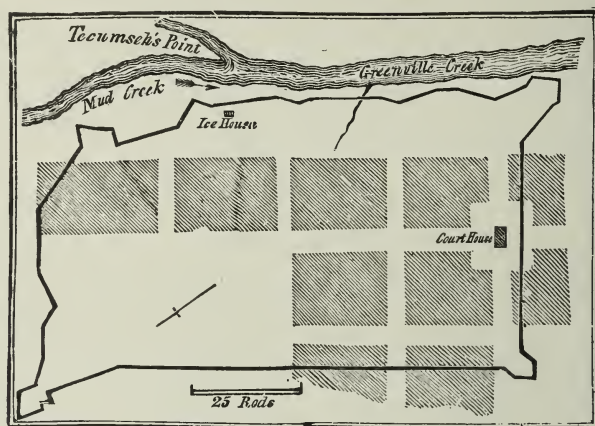 Tecumseh's Point
Greenville Creek
Mud Creek
Ice House
Court House
25 Rods